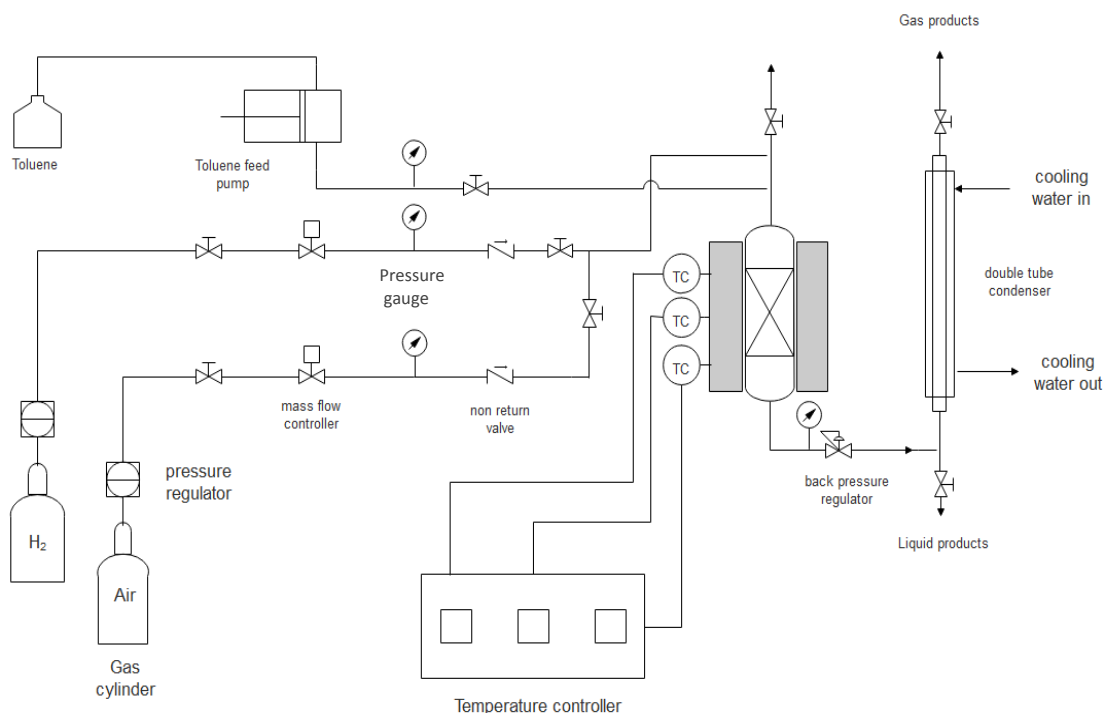 Gas products
Toluene
Toluene feed
pump
cooling
water in
Pressure
gauge
TC
double tube
condenser
TC
TC
cooling
water out
mass flow
controller
non return
valve
pressure
regulator
back pressure
regulator
H2
Liquid products
Air
Gas
cylinder
Temperature controller